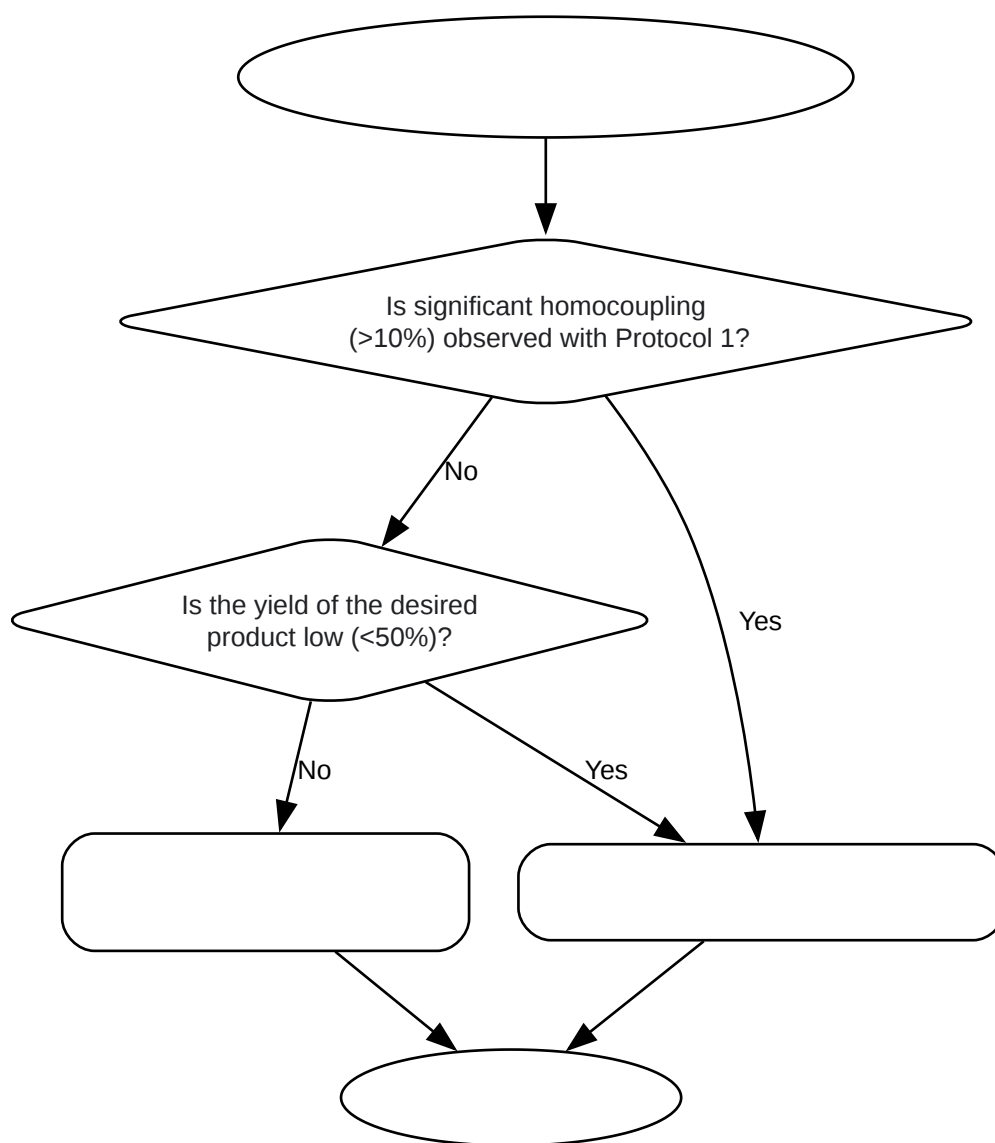 Is significant homocoupling
(>10%) observed with Protocol 1?
No
Is the yield of the desired
product low (<50%)?
Yes
No
Yes